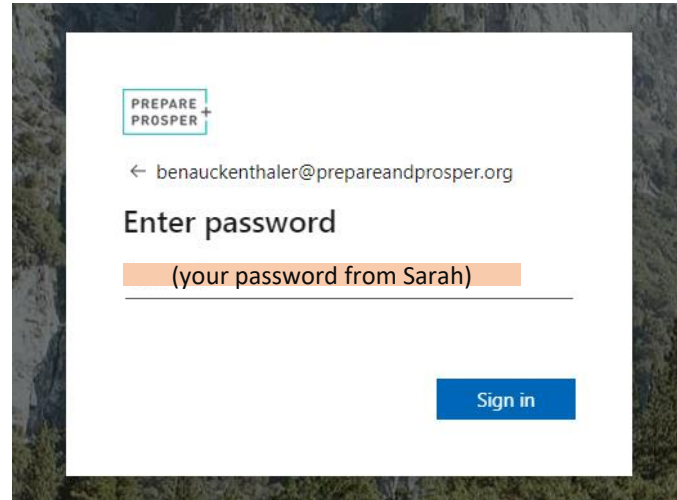 PREPARE +
PROSPER
← benauckenthaler@prepareandprosper.org
Enter password
(your password from Sarah)
Sign in